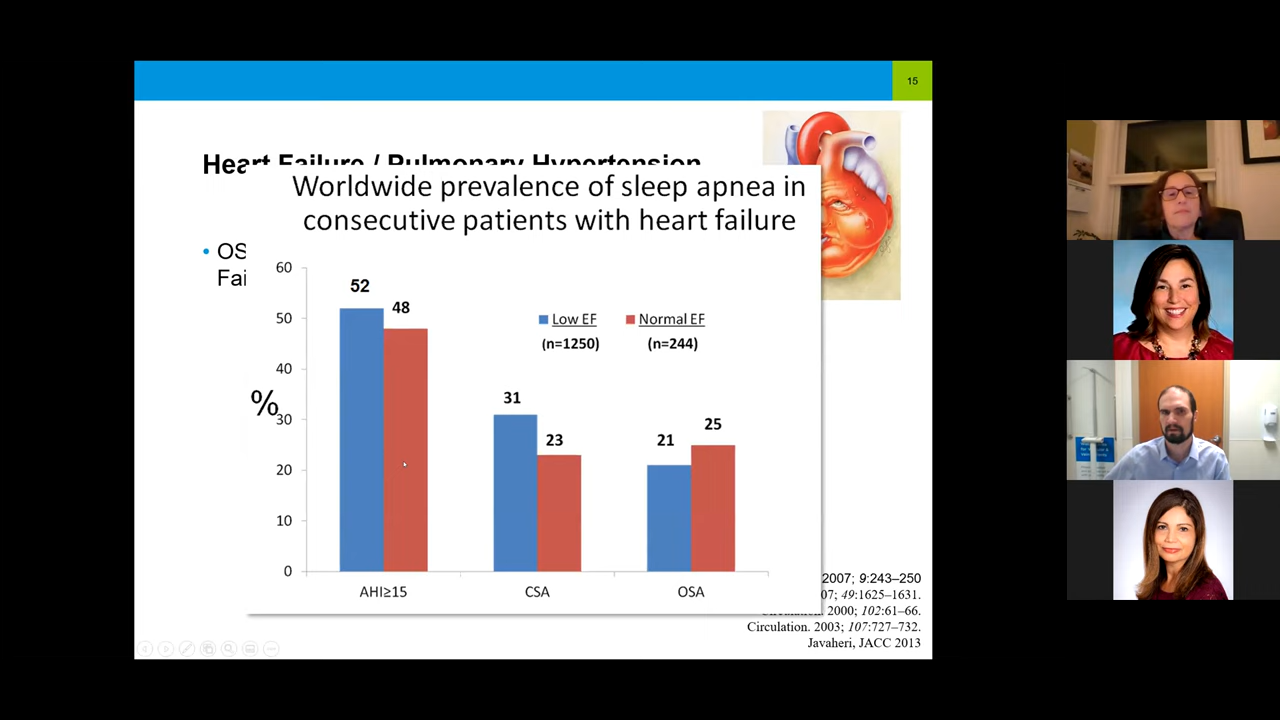 15
Heart Failure / Pulmonary Hypertension
Worldwide prevalence of sleep apnea in
consecutive patients with heart failure
• OS
Fai
60
50
40
30
20
10
0
%
52
48
31
23
21
25
Low EF
Normal EF
(n=1250)
(n=244)
AHI≥15
CSA
OSA
2007; 9:243–250
07; 49:1625–1631.
Circulation. 2000; 102:61–66.
Circulation. 2003; 107:727–732.
Javaheri, JACC 2013